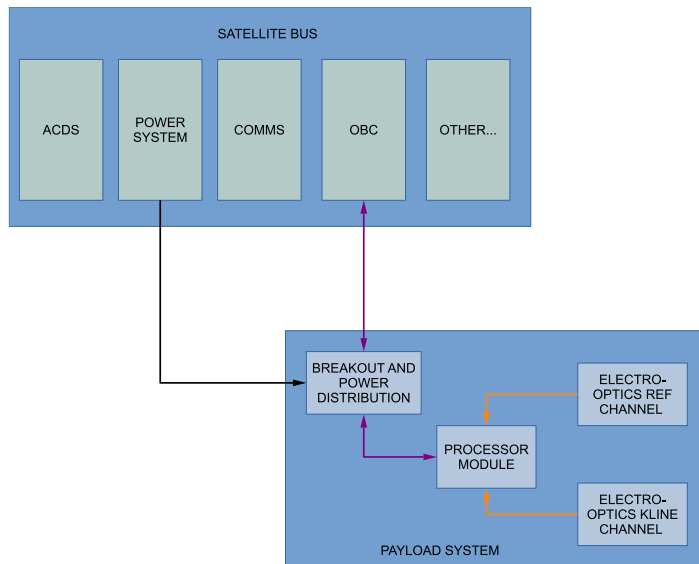 SATELLITE BUS
ACDS
POWER
SYSTEM
COMMS
OBC
OTHER...
BREAKOUT AND
POWER
DISTRIBUTION
ELECTRO-
OPTICS REF
CHANNEL
PROCESSOR
MODULE
ELECTRO-
OPTICS KLINE
CHANNEL
PAYLOAD SYSTEM